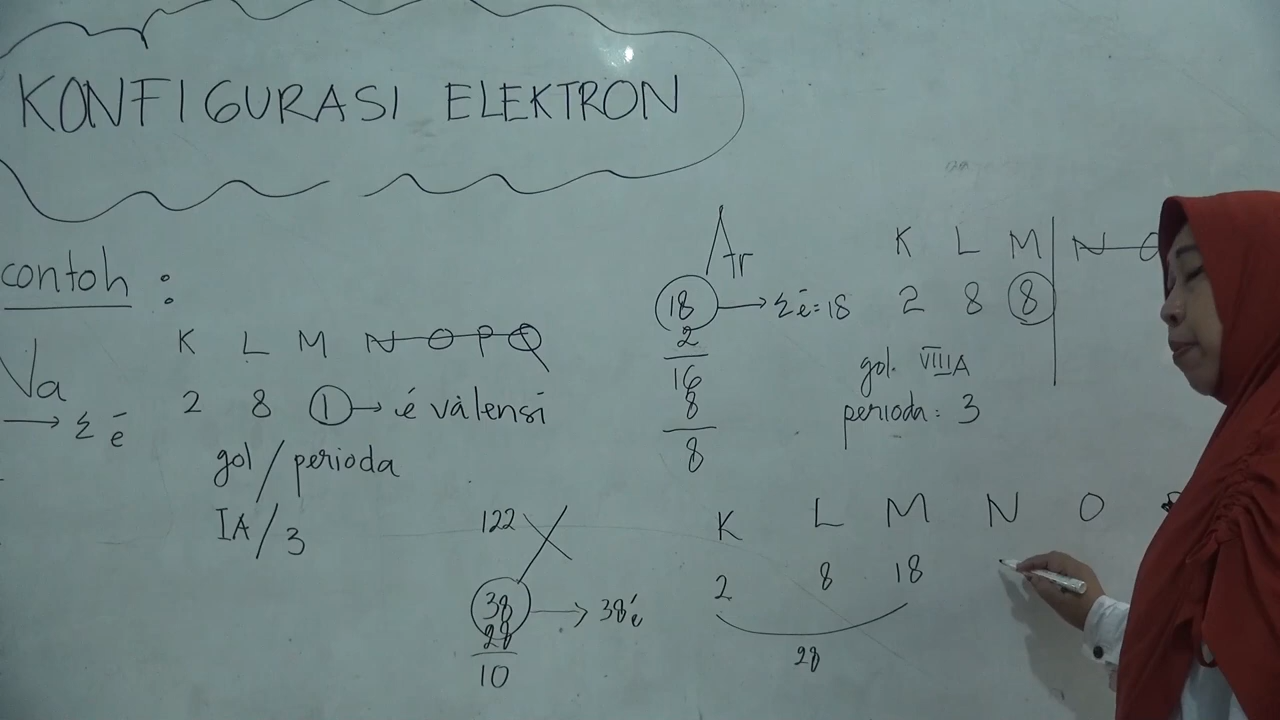 KONFIGURASI ELEKTRON
contoh :
K L M N O P Q
Va
2 8 1 → é valensi
→ Σ ē
gol / perioda
IA / 3
Ar
K L M N O
18 → Σ ē = 18 2 8 8
2
16
8
8
gol. VIIIA
perioda : 3
122 X
38 → 38 é
28
10
K L M N O
2 8 18
28